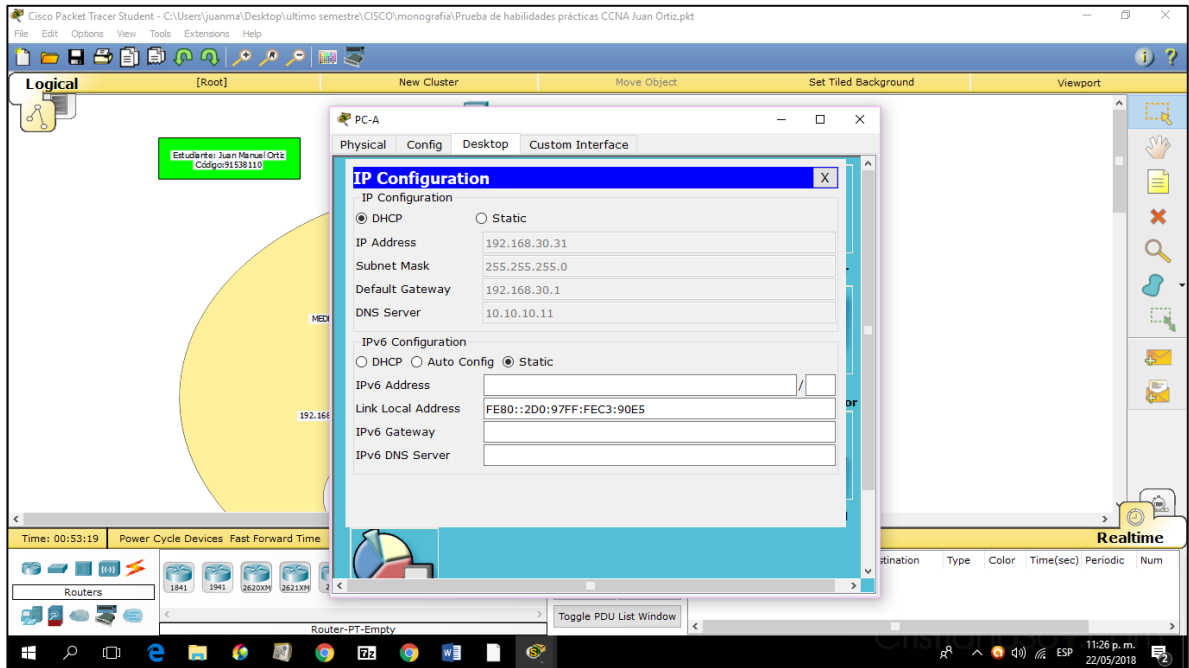 Cisco Packet Tracer Student - C:\Users\juanma\Desktop\ultimo semestre\CISCO\monografia\Prueba de habilidades prácticas CCNA Juan Ortiz.pkt
File Edit Options View Tools Extensions Help
Logical [Root] New Cluster Move Object Set Tiled Background Viewport
Estudiante: Juan Manuel Ortiz
Código:91538110
MED
192.168
PC-A
Physical Config Desktop Custom Interface
IP Configuration X
IP Configuration
DHCP Static
IP Address 192.168.30.31
Subnet Mask 255.255.255.0
Default Gateway 192.168.30.1
DNS Server 10.10.10.11
IPv6 Configuration
DHCP Auto Config Static
IPv6 Address /
Link Local Address FE80::2D0:97FF:FEC3:90E5
IPv6 Gateway
IPv6 DNS Server
or
Time: 00:53:19 Power Cycle Devices Fast Forward Time Realtime
Routers
1841 1941 2620XM 2621XM 2
Router-PT-Empty
Toggle PDU List Window
stination Type Color Time(sec) Periodic Num
ESP
11:26 p. m.
22/05/2018